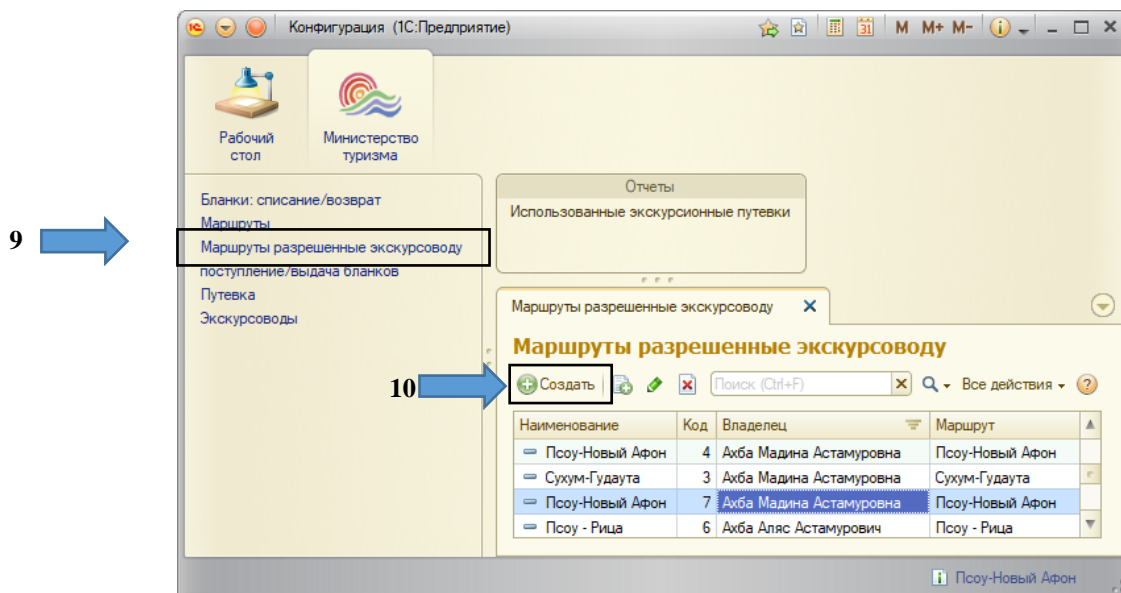 Конфигурация (1С:Предприятие)
31 M M+ M-
Рабочий
стол
Министерство
туризма
Бланки: списание/возврат
Маршруты
9
Маршруты разрешенные экскурсоводу
поступление/выдача бланков
Путевка
Экскурсоводы
Отчеты
Использованные экскурсионные путевки
Маршруты разрешенные экскурсоводу
Маршруты разрешенные экскурсоводу
10
Создать Поиск (Ctrl+F) Все действия
Наименование Код Владелец Маршрут
Псоу-Новый Афон 4 Ахба Мадина Астамуровна Псоу-Новый Афон
Сухум-Гудаута 3 Ахба Мадина Астамуровна Сухум-Гудаута
Псоу-Новый Афон 7 Ахба Мадина Астамуровна Псоу-Новый Афон
Псоу - Рица 6 Ахба Аляс Астамурович Псоу - Рица
Псоу-Новый Афон